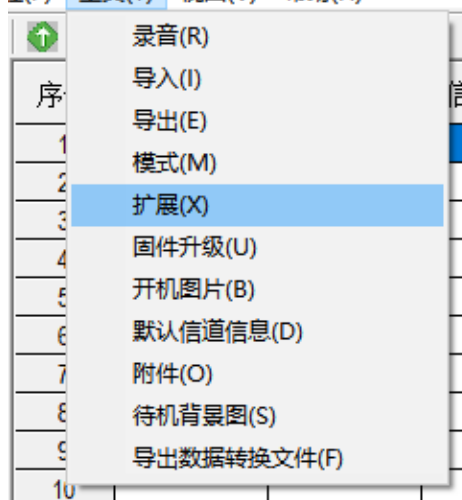 序
录音(R)
导入(I)
导出(E)
模式(M)
扩展(X)
固件升级(U)
开机图片(B)
默认信道信息(D)
附件(O)
待机背景图(S)
导出数据转换文件(F)
信
1
2
3
4
5
6
7
8
9
10